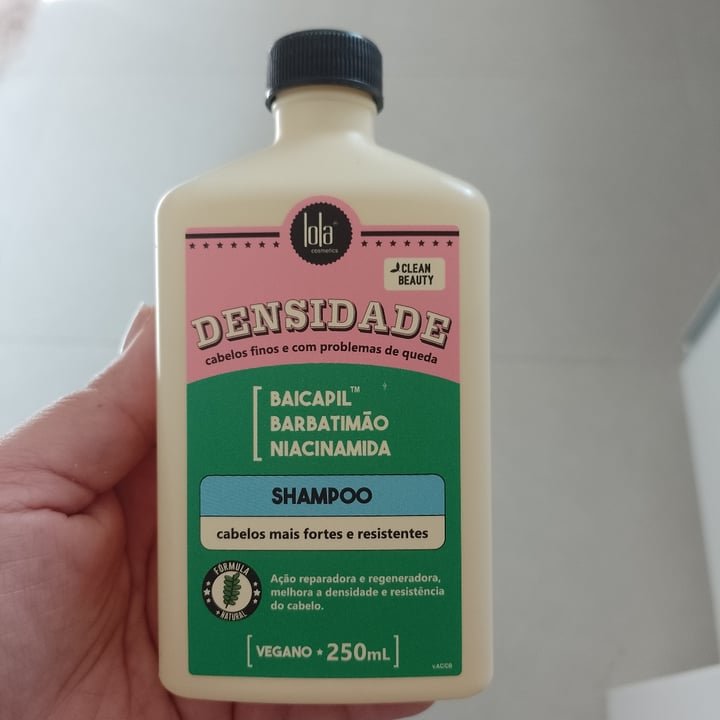 lola
cosmetics
CLEAN
BEAUTY
DENSIDADE
cabelos finos e com problemas de queda
BAICAPIL™
BARBATIMÃO
NIACINAMIDA
SHAMPOO
cabelos mais fortes e resistentes
FÓRMULA
+ NATURAL
Ação reparadora e regeneradora,
melhora a densidade e resistência
do cabelo.
VEGANO ★ 250mL